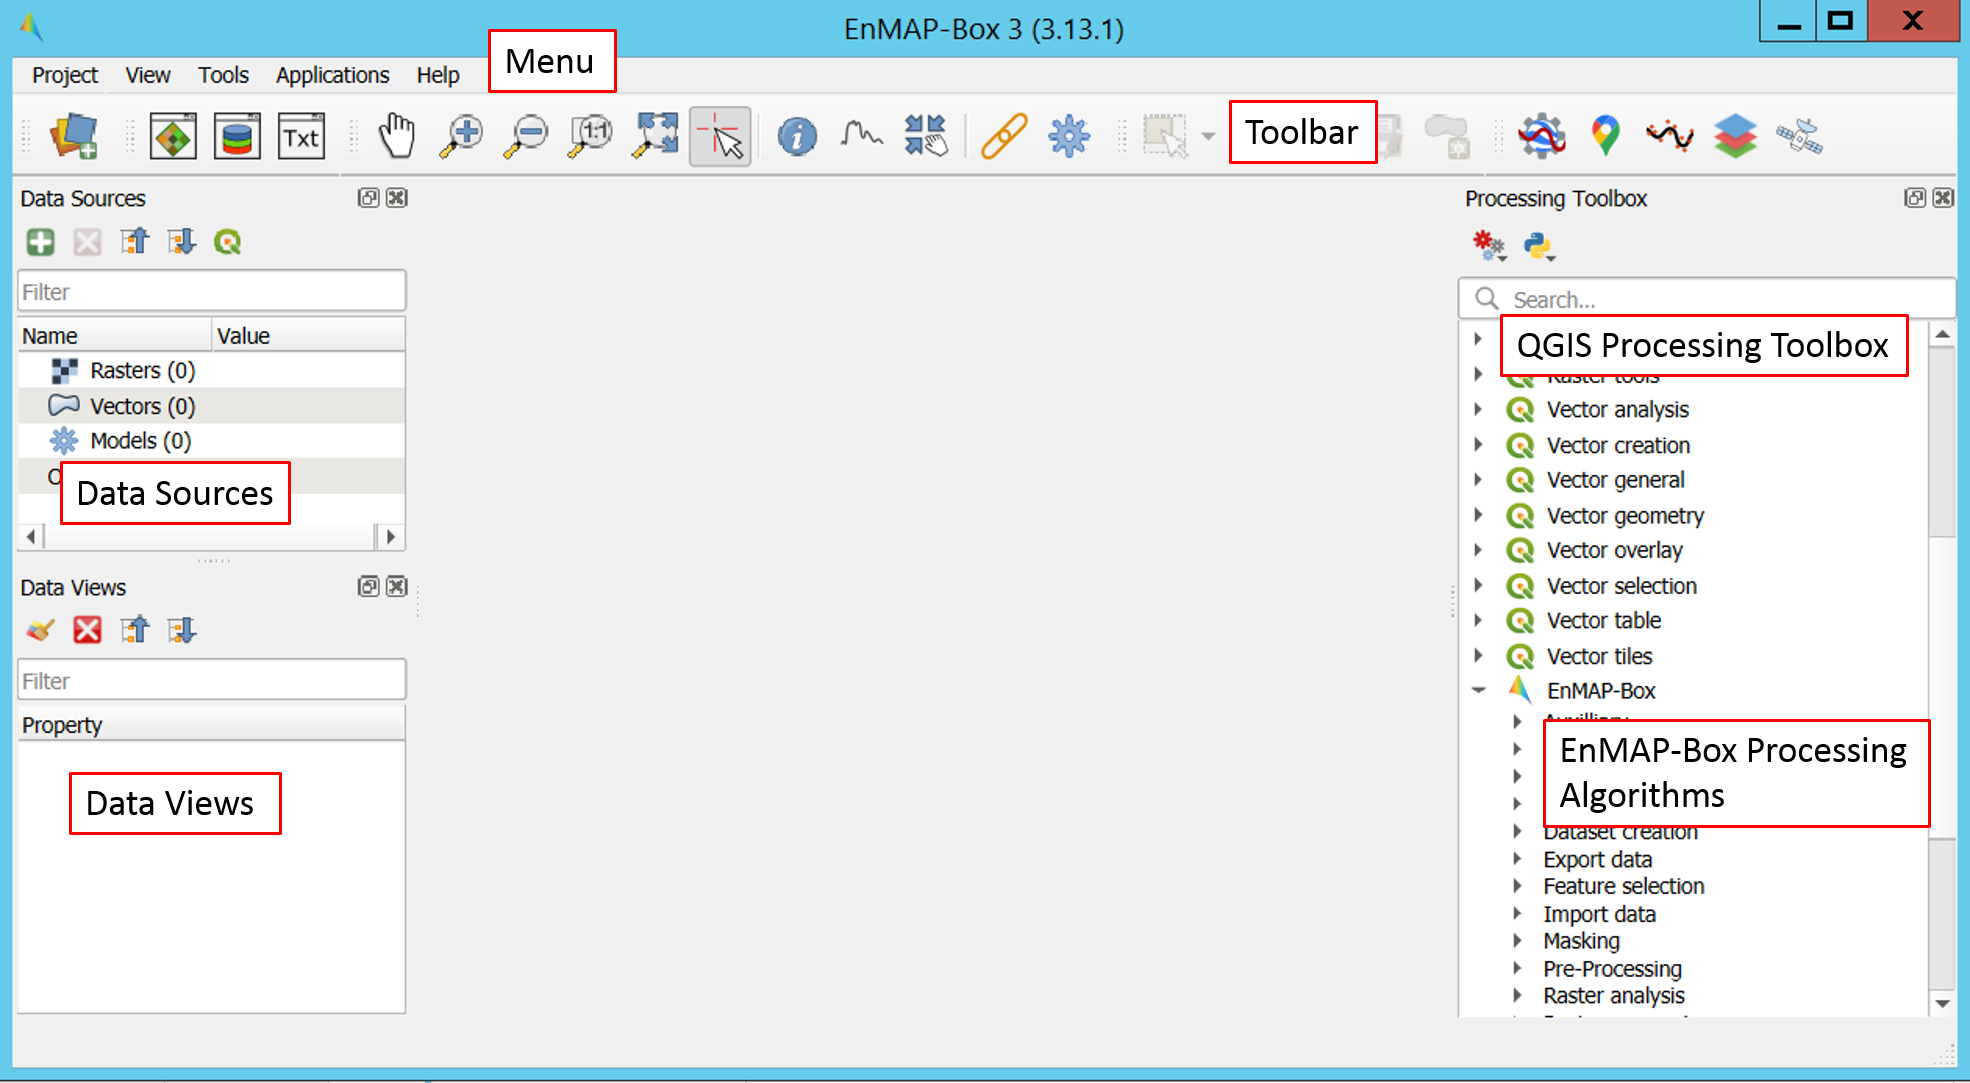 EnMAP-Box 3 (3.13.1)
Project View Tools Applications Help
Menu
Txt
1:1
Toolbar
Data Sources
Filter
Name Value
Rasters (0)
Vectors (0)
Models (0)
Data Sources
Data Views
Filter
Property
Data Views
Processing Toolbox
Search...
QGIS Processing Toolbox
Raster tools
Vector analysis
Vector creation
Vector general
Vector geometry
Vector overlay
Vector selection
Vector table
Vector tiles
EnMAP-Box
EnMAP-Box Processing
Algorithms
Dataset creation
Export data
Feature selection
Import data
Masking
Pre-Processing
Raster analysis